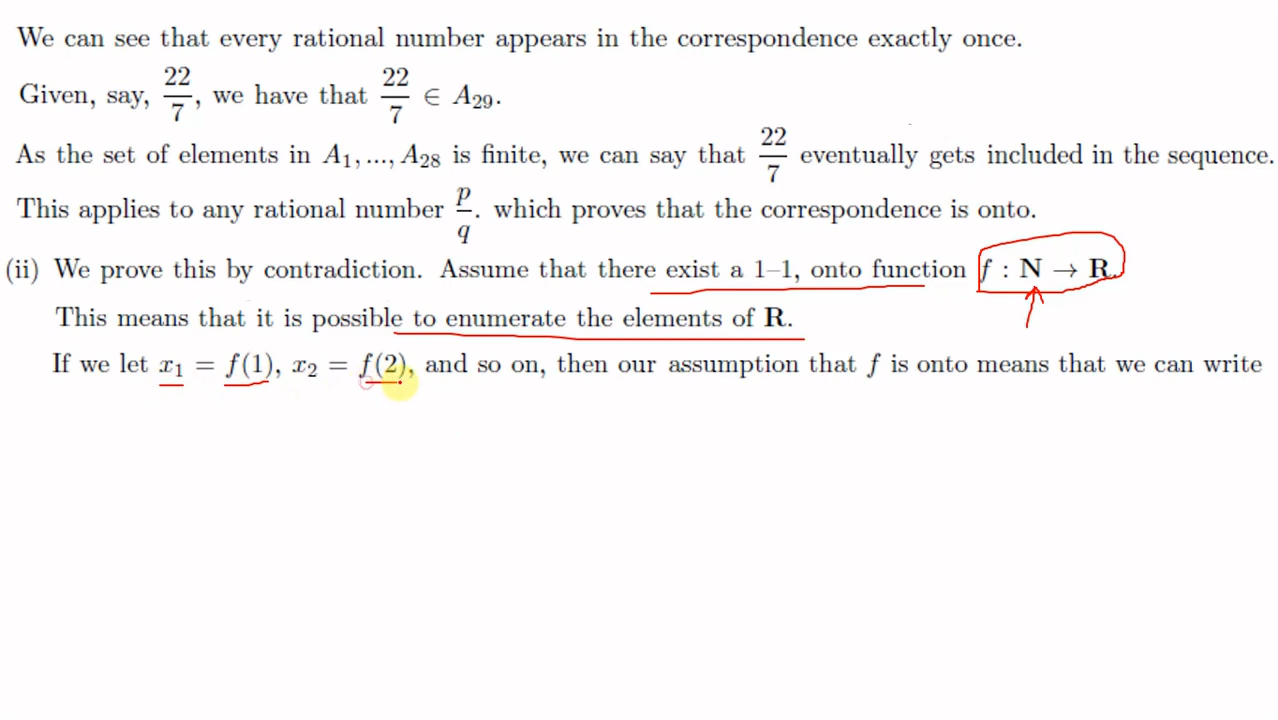 We can see that every rational number appears in the correspondence exactly once.
Given, say, 22/7, we have that 22/7 ∈ A₂₉.
As the set of elements in A₁, ..., A₂₈ is finite, we can say that 22/7 eventually gets included in the sequence.
This applies to any rational number p/q. which proves that the correspondence is onto.
(ii) We prove this by contradiction. Assume that there exist a 1–1, onto function f : N → R.
This means that it is possible to enumerate the elements of R.
If we let x₁ = f(1), x₂ = f(2), and so on, then our assumption that f is onto means that we can write